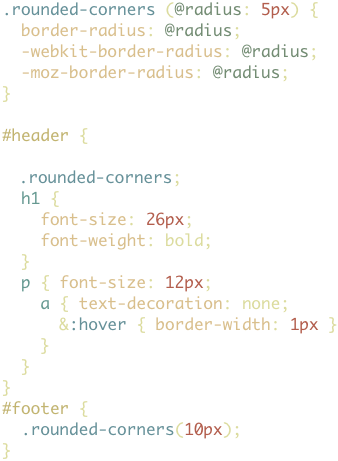 .rounded-corners (@radius: 5px) {
  border-radius: @radius;
  -webkit-border-radius: @radius;
  -moz-border-radius: @radius;
}

#header {

  .rounded-corners;
  h1 {
    font-size: 26px;
    font-weight: bold;
  }
  p { font-size: 12px;
    a { text-decoration: none;
      &:hover { border-width: 1px }
    }
  }
}
#footer {
  .rounded-corners(10px);
}